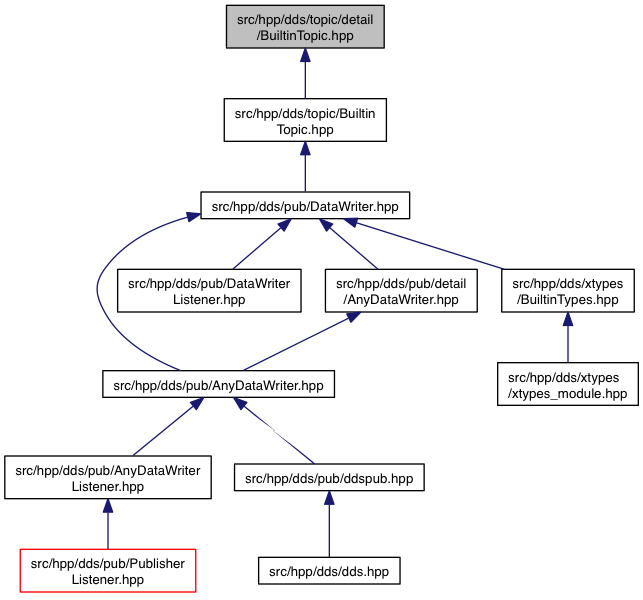 src/hpp/dds/topic/detail
/BuiltinTopic.hpp
src/hpp/dds/topic/Builtin
Topic.hpp
src/hpp/dds/pub/DataWriter.hpp
src/hpp/dds/pub/DataWriter
Listener.hpp
src/hpp/dds/pub/detail
/AnyDataWriter.hpp
src/hpp/dds/xtypes
/BuiltinTypes.hpp
src/hpp/dds/pub/AnyDataWriter.hpp
src/hpp/dds/xtypes
/xtypes_module.hpp
src/hpp/dds/pub/AnyDataWriter
Listener.hpp
src/hpp/dds/pub/ddspub.hpp
src/hpp/dds/pub/Publisher
Listener.hpp
src/hpp/dds/dds.hpp